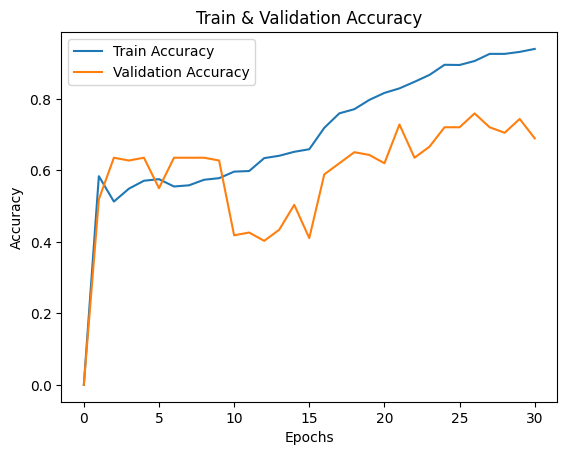 Train & Validation Accuracy
Train Accuracy
Validation Accuracy
Accuracy
0.8
0.6
0.4
0.2
0.0
0 5 10 15 20 25 30
Epochs